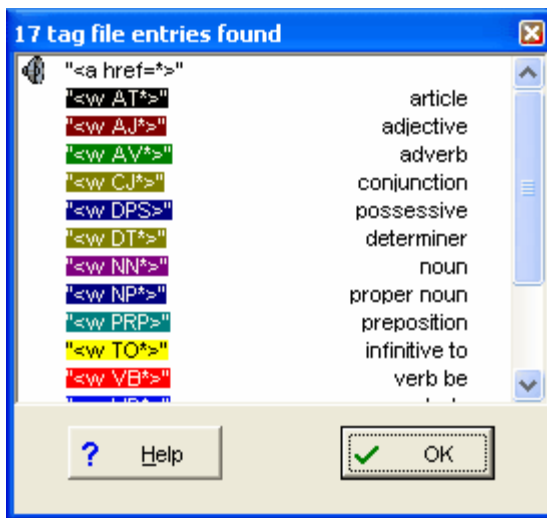 17 tag file entries found
"<a href=*>"
"<w AT*>" article
"<w AJ*>" adjective
"<w AV*>" adverb
"<w CJ*>" conjunction
"<w DPS>" possessive
"<w DT*>" determiner
"<w NN*>" noun
"<w NP*>" proper noun
"<w PRP>" preposition
"<w TO*>" infinitive to
"<w VB*>" verb be
? Help OK